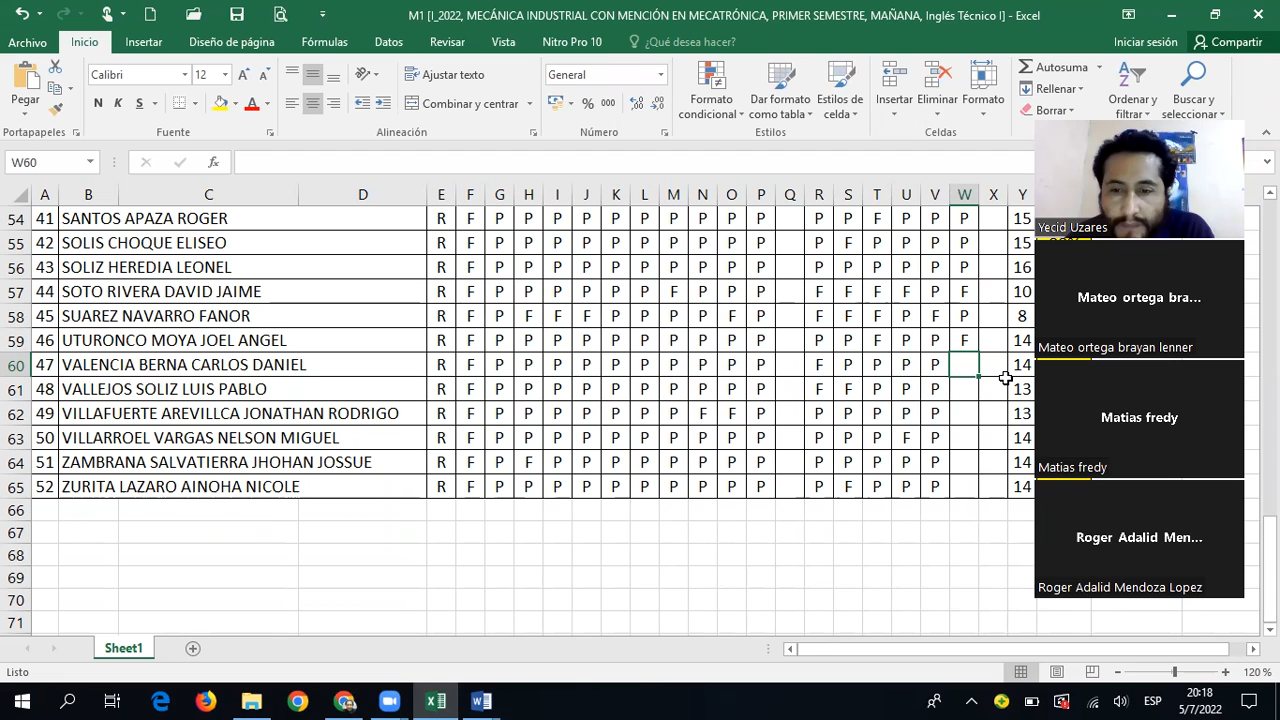 M1 [I_2022, MECÁNICA INDUSTRIAL CON MENCIÓN EN MECATRÓNICA, PRIMER SEMESTRE, MAÑANA, Inglés Técnico I] - Excel
Archivo Inicio Insertar Diseño de página Fórmulas Datos Revisar Vista Nitro Pro 10 ¿Qué desea hacer? Iniciar sesión Compartir
Pegar
Calibri 12
N K S
Ajustar texto
Combinar y centrar
General
% 000
Formato condicional
Dar formato como tabla
Estilos de celda
Insertar Eliminar Formato
Autosuma
Rellenar
Borrar
Ordenar y filtrar
Buscar y seleccionar
Portapapeles Fuente Alineación Número Estilos Celdas
W60 fx
A B C D E F G H I J K L M N O P Q R S T U V W X Y
54 41 SANTOS APAZA ROGER R F P P P P P P P P P P P P F P P P 15
55 42 SOLIS CHOQUE ELISEO R F P P P P P P P P P P P F P P P P 15
56 43 SOLIZ HEREDIA LEONEL R F P P P P P P P P P P P P P P P P 16
57 44 SOTO RIVERA DAVID JAIME R F P P P P P P F P P P F F F F P F 10
58 45 SUAREZ NAVARRO FANOR R F P F F F P P F F F P F P P F F P 8
59 46 UTURONCO MOYA JOEL ANGEL R F P P P P P P P P P P P P F P P F 14
60 47 VALENCIA BERNA CARLOS DANIEL R F P P P P P P P P P P F P P P P 14
61 48 VALLEJOS SOLIZ LUIS PABLO R F P P P P P P P P P P F F P P P 13
62 49 VILLAFUERTE AREVILLCA JONATHAN RODRIGO R F P P P P P P P F F P P P P P P 13
63 50 VILLARROEL VARGAS NELSON MIGUEL R F P P P P P P P P P P P P P F P 14
64 51 ZAMBRANA SALVATIERRA JHOHAN JOSSUE R F P F P P P P P P P P P P P P P 14
65 52 ZURITA LAZARO AINOHA NICOLE R F P P P P P P P P P P P F P P P 14
66
67
68
69
70
71
Yecid Uzares
Mateo ortega bra...
Mateo ortega brayan lenner
Matias fredy
Matias fredy
Roger Adalid Men...
Roger Adalid Mendoza Lopez
Sheet1
Listo 120 %
ESP
20:18
5/7/2022